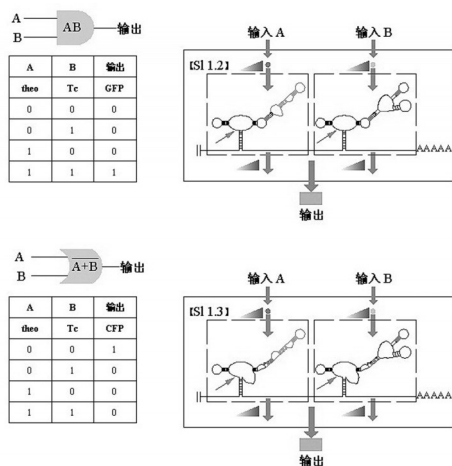 A
B
AB
输出
A B 输出
theo Tc GFP
0 0 0
0 1 0
1 0 0
1 1 1
输入 A 输入 B
【Sl 1.2】
AAAAA
输出
A
B
A+B
输出
A B 输出
theo Tc CFP
0 0 1
0 1 0
1 0 0
1 1 0
输入 A 输入 B
【Sl 1.3】
AAAAA
输出